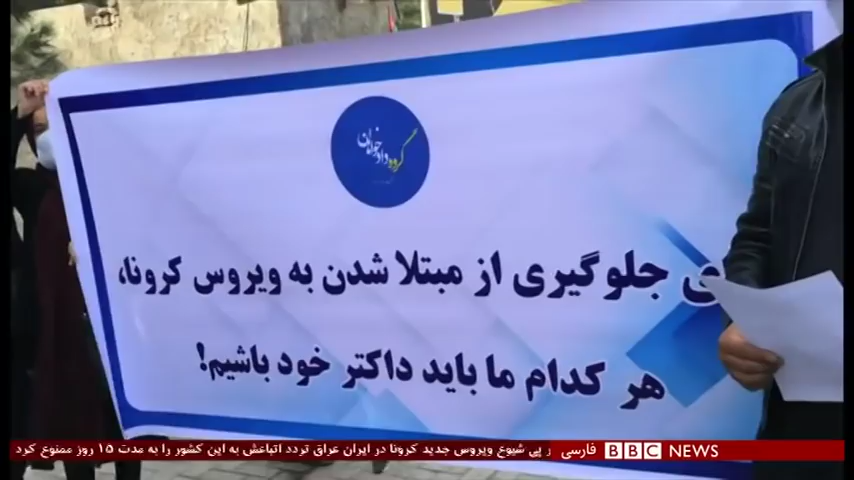 گروه دادخواهان
جلوگیری از مبتلا شدن به ویروس کرونا،
هر کدام ما باید داکتر خود باشیم!
ر پی شیوع ویروس جدید کرونا در ایران عراق تردد اتباعش به این کشور را به مدت ۱۵ روز ممنوع کرد
BBC NEWS فارسی